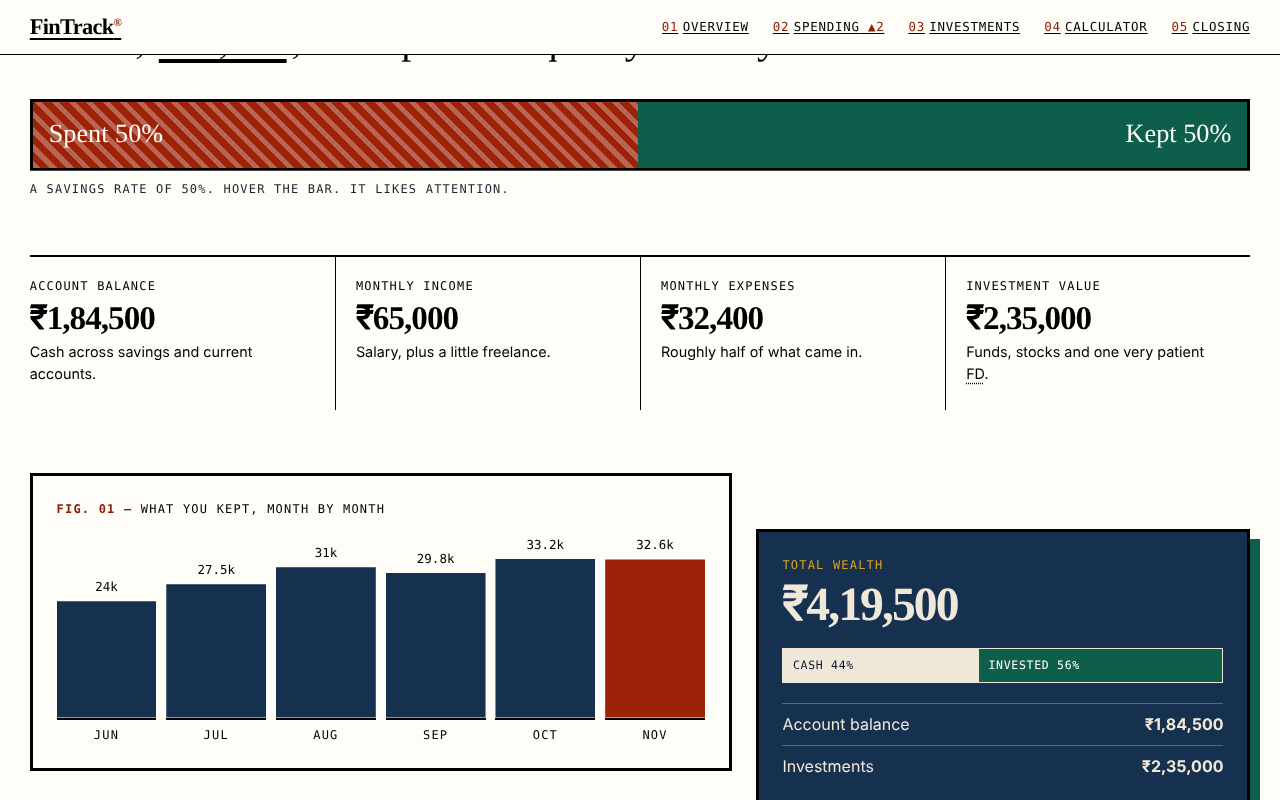 FinTrack®
01 OVERVIEW 02 SPENDING ▲2 03 INVESTMENTS 04 CALCULATOR 05 CLOSING
Spent 50% Kept 50%
A SAVINGS RATE OF 50%. HOVER THE BAR. IT LIKES ATTENTION.
ACCOUNT BALANCE
₹1,84,500
Cash across savings and current
accounts.
MONTHLY INCOME
₹65,000
Salary, plus a little freelance.
MONTHLY EXPENSES
₹32,400
Roughly half of what came in.
INVESTMENT VALUE
₹2,35,000
Funds, stocks and one very patient
FD.
FIG. 01 — WHAT YOU KEPT, MONTH BY MONTH
24k 27.5k 31k 29.8k 33.2k 32.6k
JUN JUL AUG SEP OCT NOV
TOTAL WEALTH
₹4,19,500
CASH 44% INVESTED 56%
Account balance ₹1,84,500
Investments ₹2,35,000